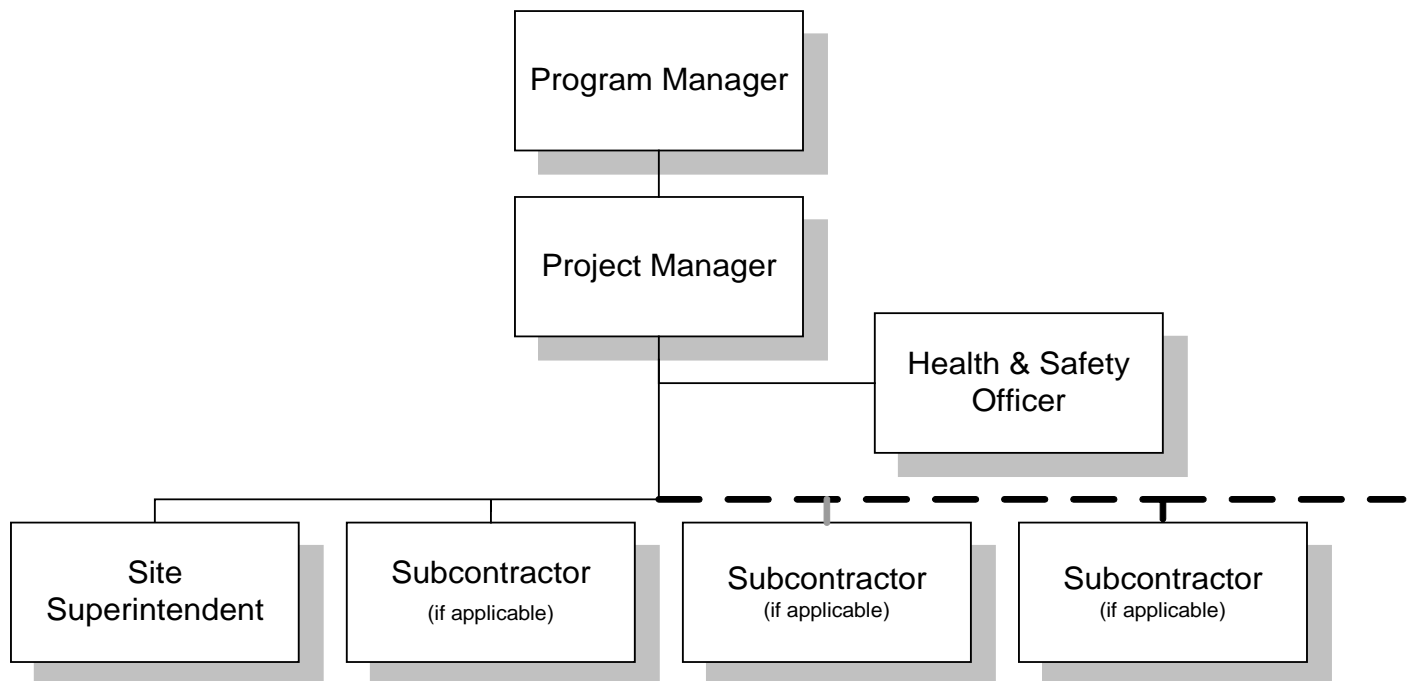 Program Manager
Project Manager
Health & Safety
Officer
Site
Superintendent
Subcontractor
(if applicable)
Subcontractor
(if applicable)
Subcontractor
(if applicable)